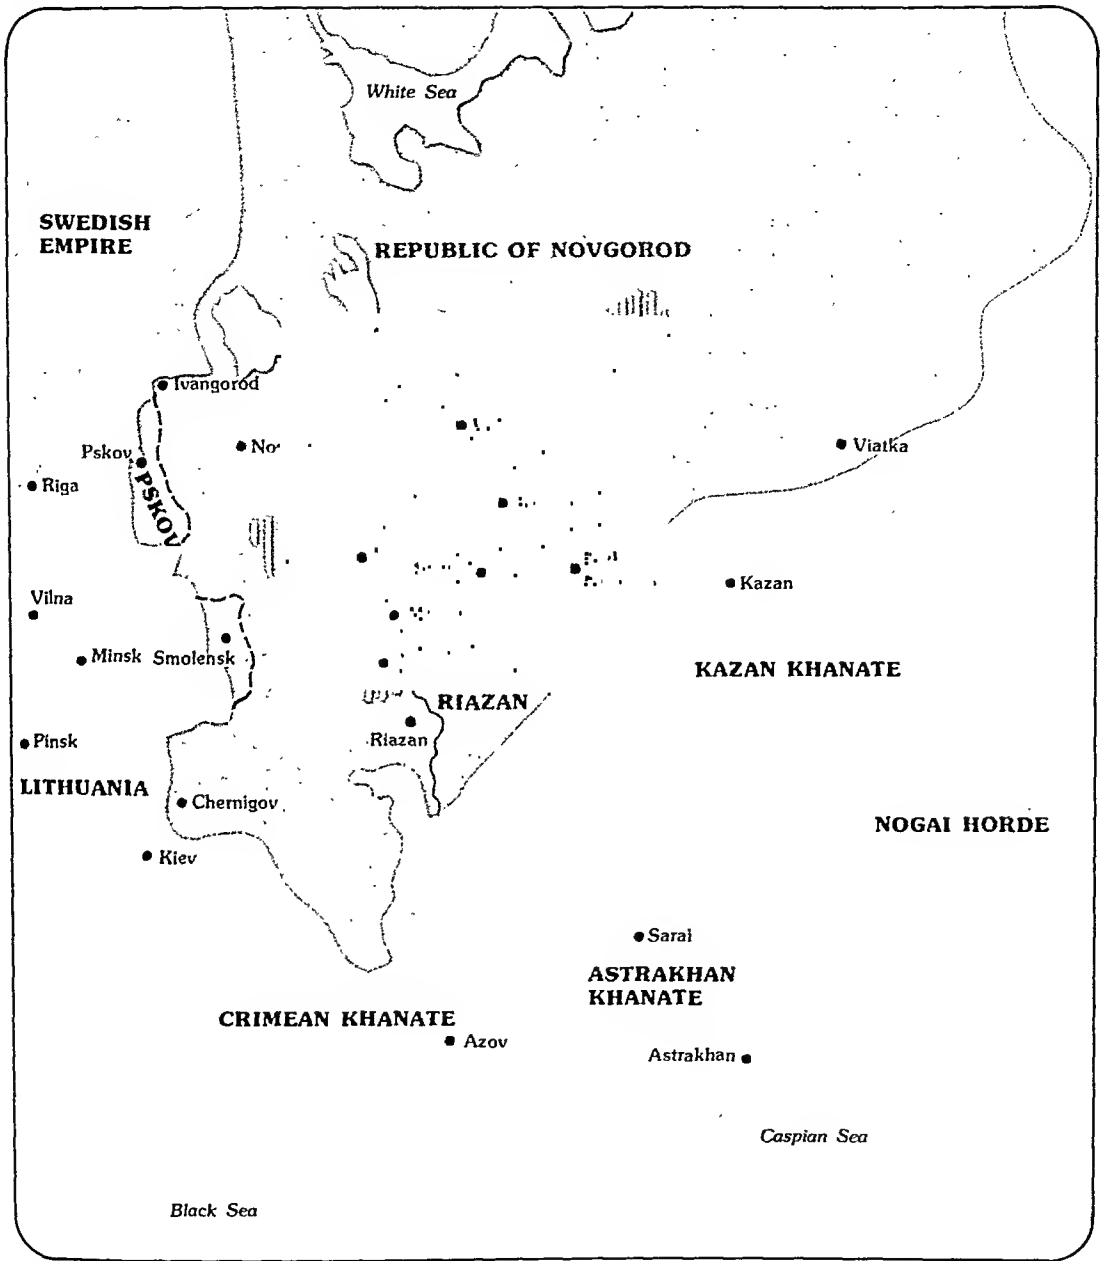 White Sea
SWEDISH
EMPIRE
REPUBLIC OF NOVGOROD
Ivangorod
Pskov
No
Viatka
Riga
PSKOV
Kazan
Vilna
Minsk
Smolensk
KAZAN KHANATE
RIAZAN
Riazan
Pinsk
LITHUANIA
Chernigov
NOGAI HORDE
Kiev
Sarai
ASTRAKHAN
KHANATE
CRIMEAN KHANATE
Azov
Astrakhan
Caspian Sea
Black Sea